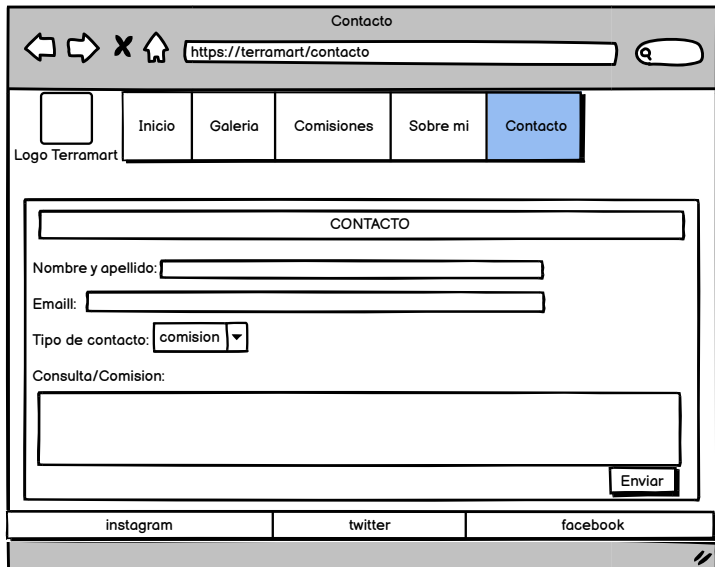 Contacto
https://terramart/contacto
Logo Terramart
Inicio
Galeria
Comisiones
Sobre mi
Contacto
CONTACTO
Nombre y apellido:
Emaill:
Tipo de contacto: comision
Consulta/Comision:
Enviar
instagram
twitter
facebook